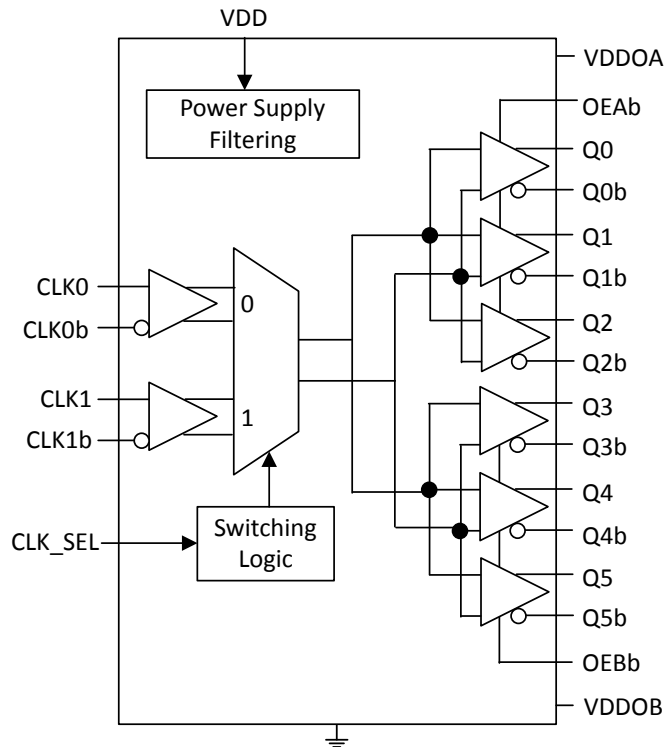 VDD
VDDOA
Power Supply
Filtering
OEAb
Q0
Q0b
Q1
Q1b
Q2
Q2b
CLK0
CLK0b
0
CLK1
CLK1b
1
Q3
Q3b
Q4
Q4b
Q5
Q5b
CLK_SEL
Switching
Logic
OEBb
VDDOB